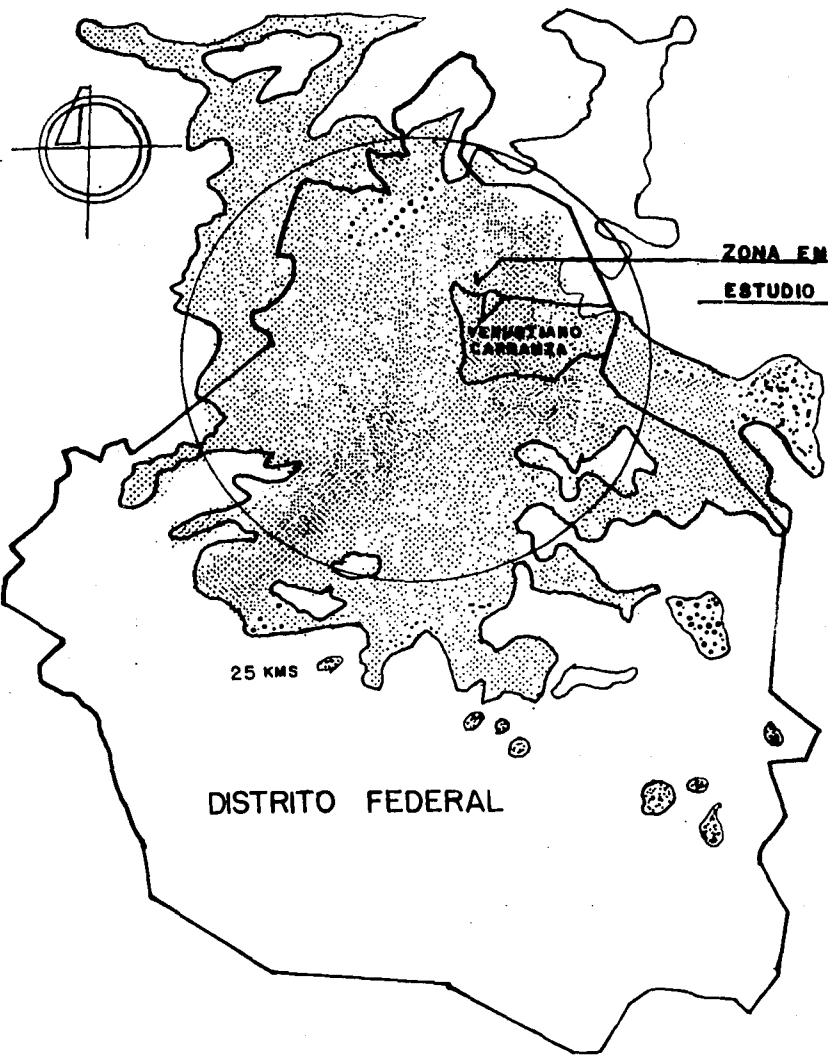 ZONA EN
ESTUDIO
VENUSTIANO
CARRANZA
25 KMS
DISTRITO FEDERAL